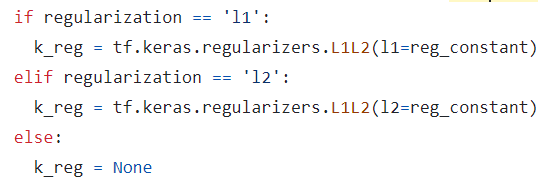 if regularization == 'l1':
  k_reg = tf.keras.regularizers.L1L2(l1=reg_constant)
elif regularization == 'l2':
  k_reg = tf.keras.regularizers.L1L2(l2=reg_constant)
else:
  k_reg = None